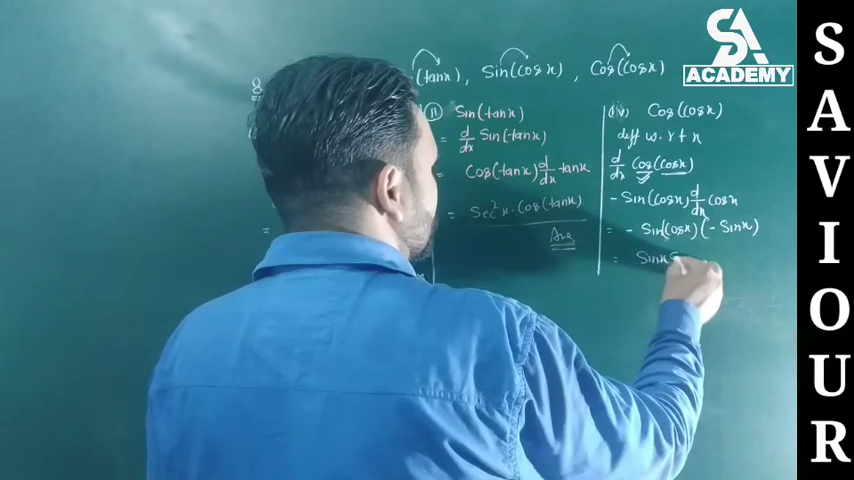 8
(tanx), Sin(Cosx), Cos(Cosx)
(ii) Sin(tanx)
= d/dx Sin(tanx)
= Cos(tanx) d/dx tanx
= Sec²x. Cos(tanx)
Ans
=
(iv) Cos(Cosx)
diff w.r.t x
d/dx Cos(Cosx)
- Sin(Cosx) d/dx Cosx
= - Sin(Cosx) (- Sinx)
= Sinx S
SA
ACADEMY
SAVIOUR